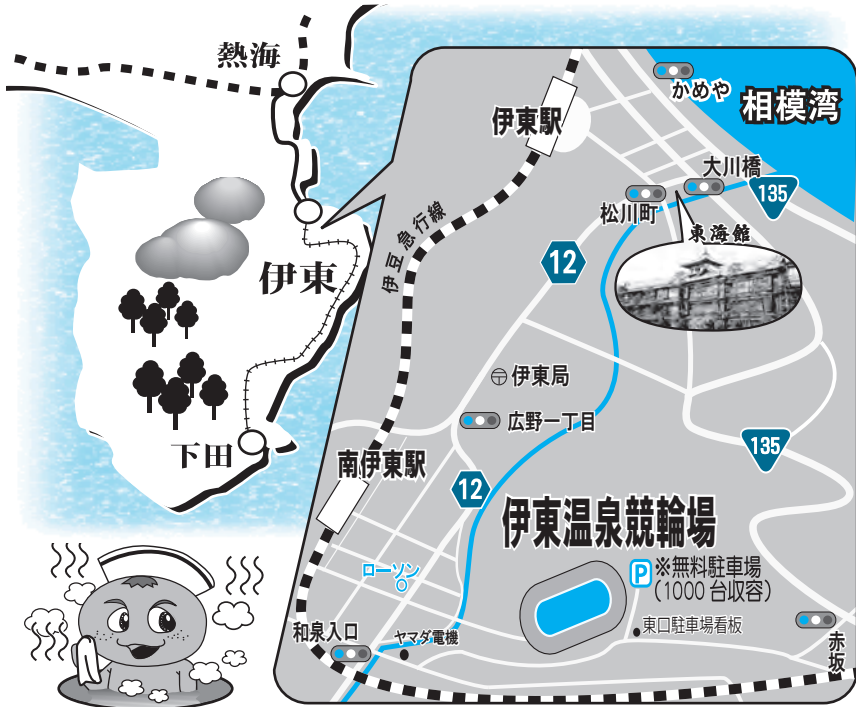 熱海
伊東
下田
伊東駅
かめや
相模湾
大川橋
松川町
135
東海館
伊豆急行線
12
〶伊東局
広野一丁目
135
南伊東駅
12
伊東温泉競輪場
P ※無料駐車場
(1000台収容)
ローソン
東口駐車場看板
和泉入口
ヤマダ電機
赤坂